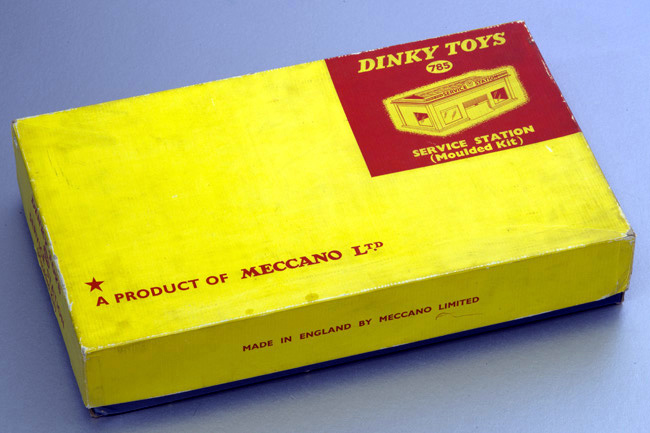 DINKY TOYS
785
SERVICE STATION
SERVICE STATION
(Moulded Kit)
★ A PRODUCT OF MECCANO LTD
MADE IN ENGLAND BY MECCANO LIMITED